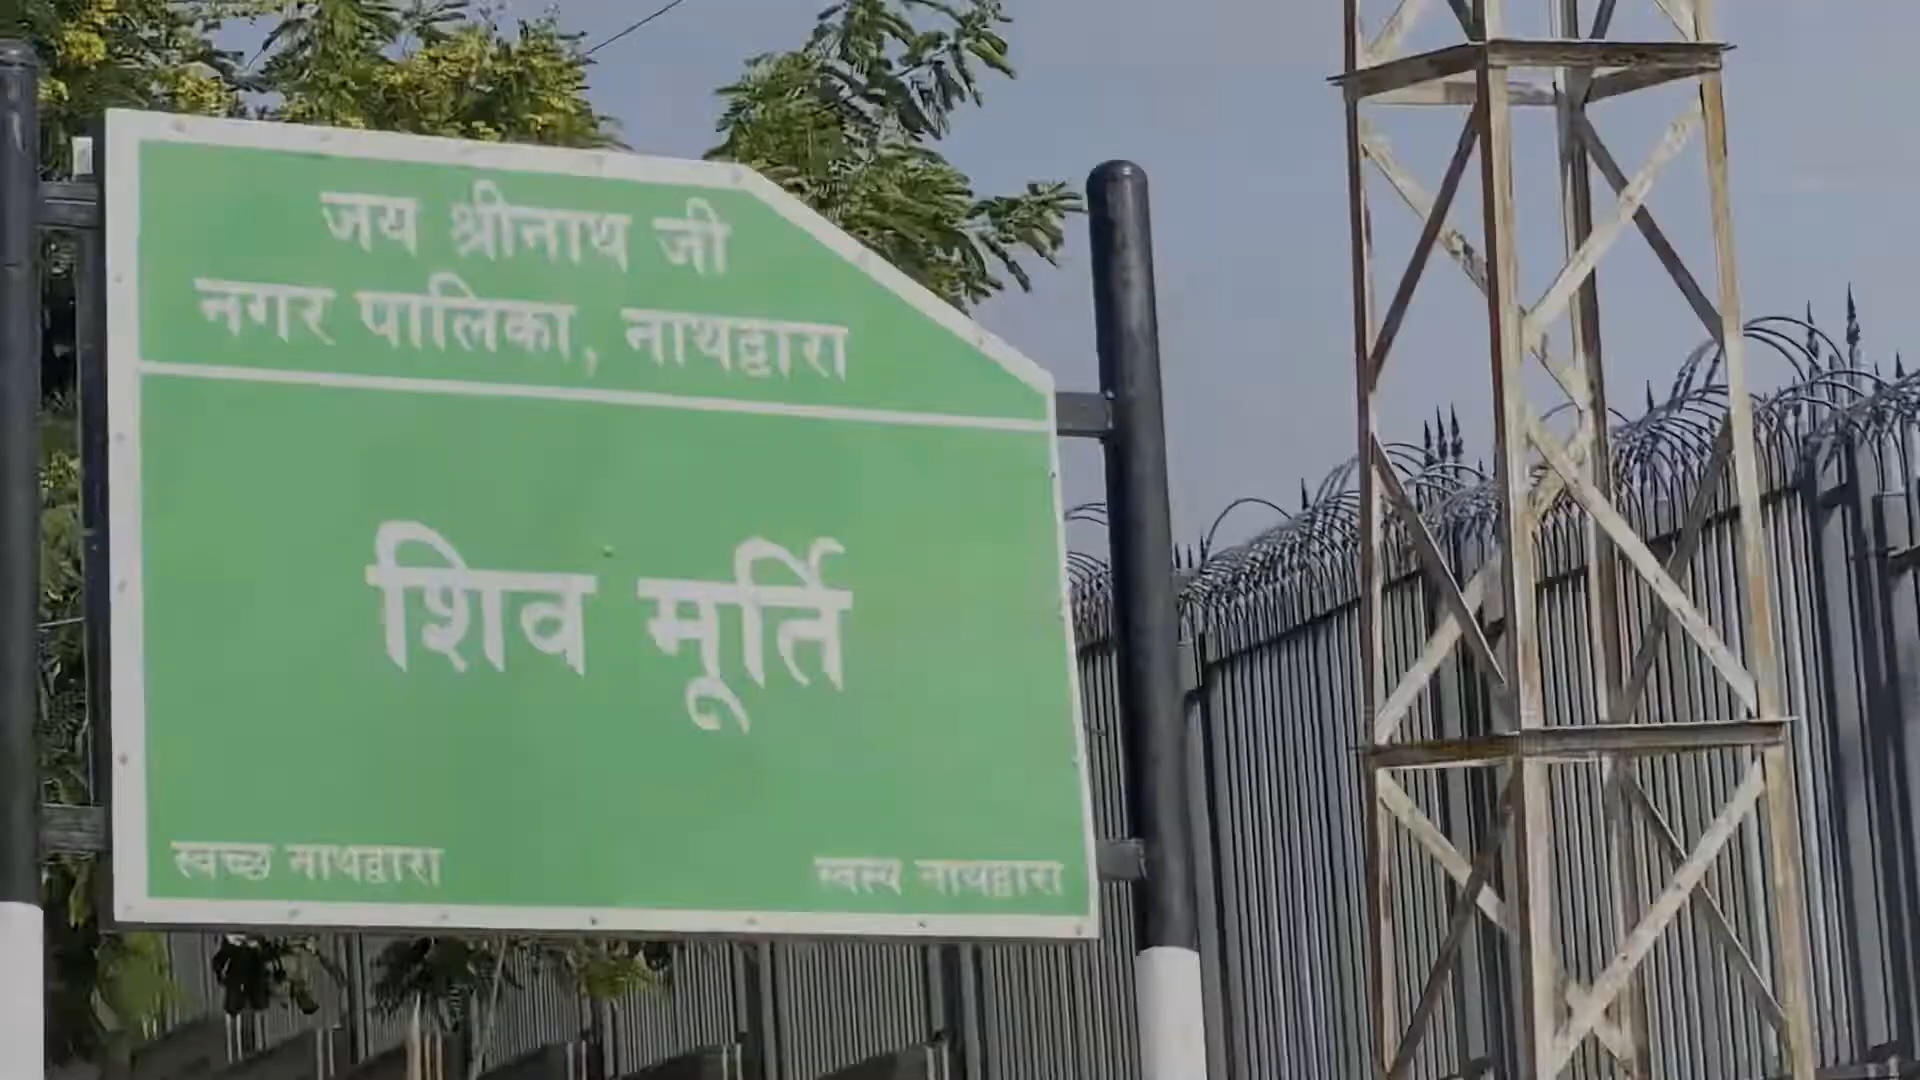 जय श्रीनाथ जी
नगर पालिका, नाथद्वारा
शिव मूर्ति
स्वच्छ नाथद्वारा
स्वस्थ नाथद्वारा